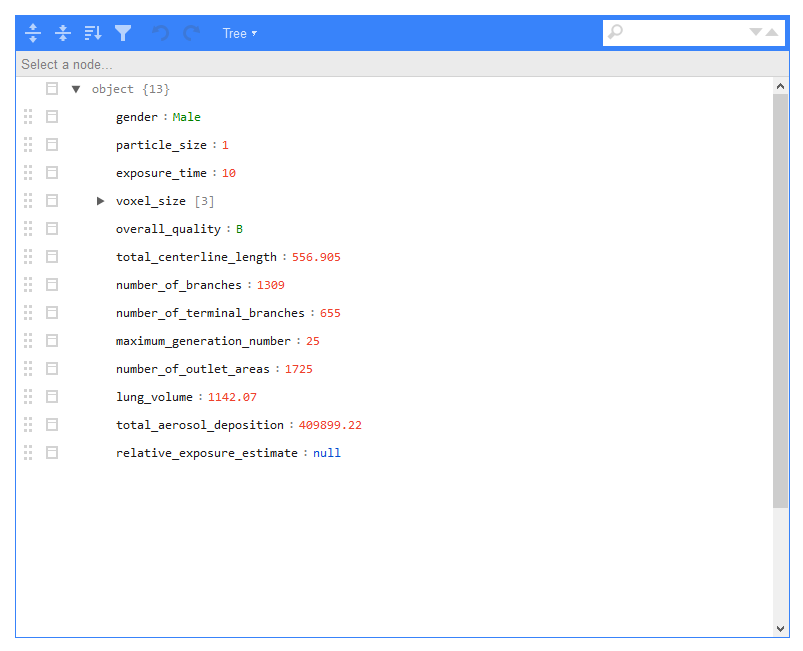 Tree
Select a node...
object {13}
gender : Male
particle_size : 1
exposure_time : 10
voxel_size [3]
overall_quality : B
total_centerline_length : 556.905
number_of_branches : 1309
number_of_terminal_branches : 655
maximum_generation_number : 25
number_of_outlet_areas : 1725
lung_volume : 1142.07
total_aerosol_deposition : 409899.22
relative_exposure_estimate : null